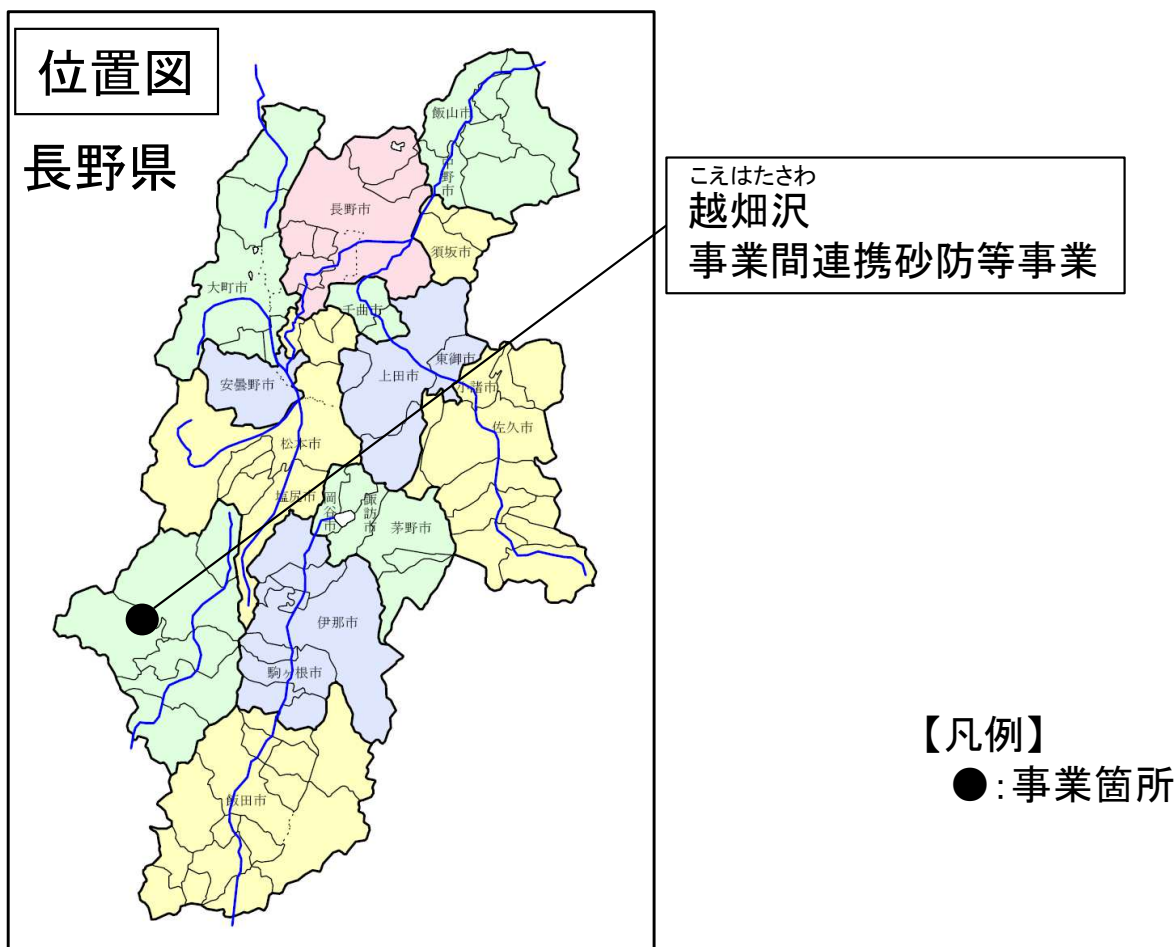 位置図
長野県
こえはたさわ
越畑沢
事業間連携砂防等事業
飯山市
中野市
長野市
須坂市
大町市
千曲市
東御市
上田市
安曇野市
小諸市
佐久市
松本市
塩尻市
岡谷市
諏訪市
茅野市
伊那市
駒ヶ根市
飯田市
【凡例】
●:事業箇所